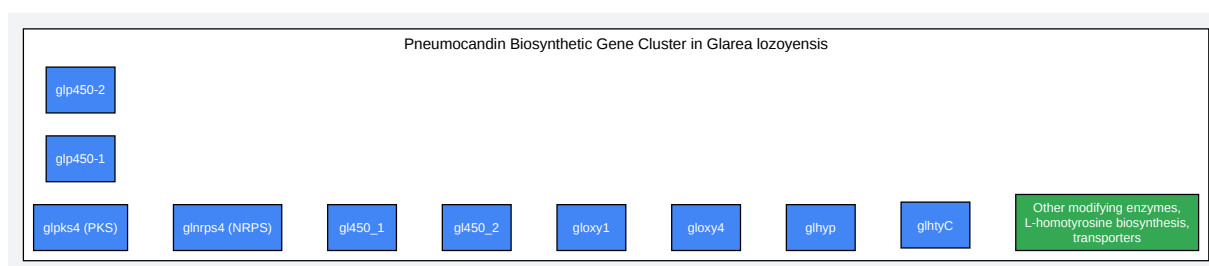 Pneumocandin Biosynthetic Gene Cluster in Glarea lozoyensis
glp450-2
glp450-1
glpks4 (PKS)
glnrps4 (NRPS)
gl450_1
gl450_2
gloxy1
gloxy4
glhyp
glhtyC
Other modifying enzymes,
L-homotyrosine biosynthesis,
transporters